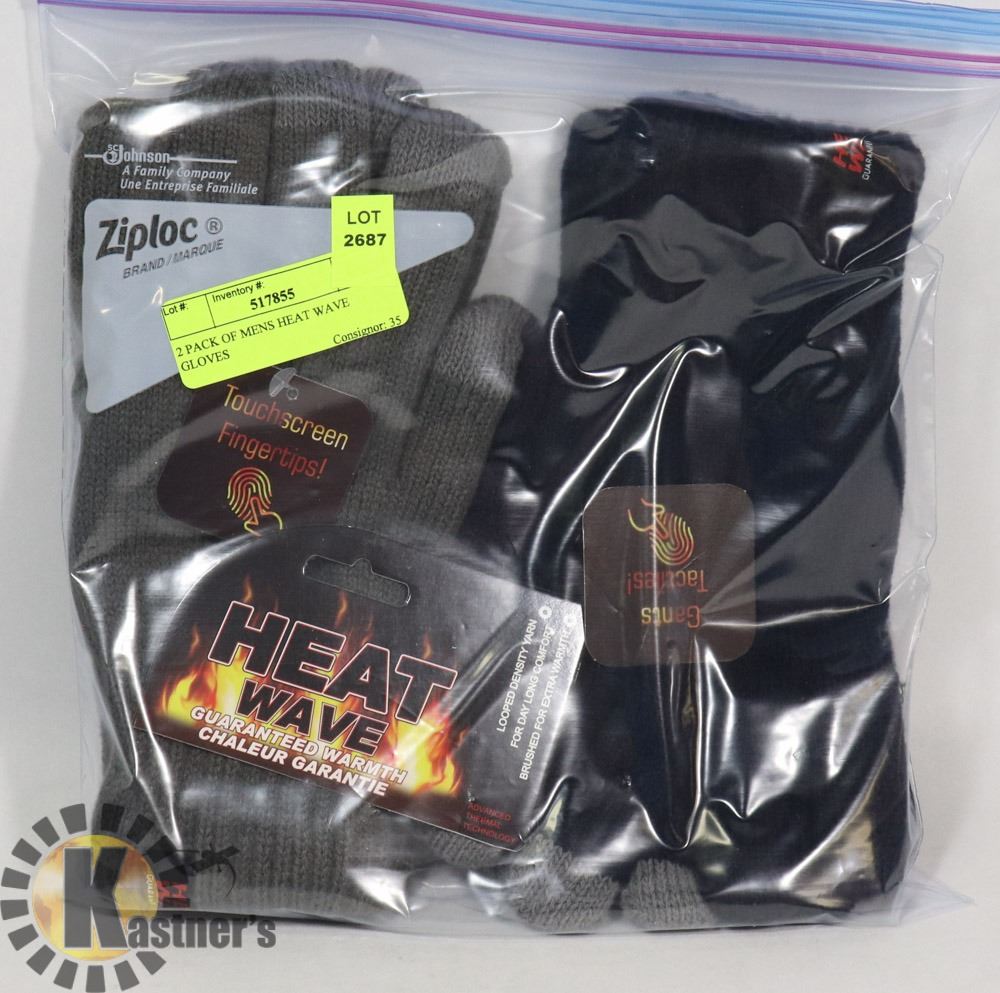 SC Johnson
A Family Company
Une Entreprise Familiale
Ziploc ®
BRAND / MARQUE
LOT
2687
Lot #:
Inventory #:
517855
2 PACK OF MENS HEAT WAVE
GLOVES
Consignor: 35
Touchscreen
Fingertips!
HEAT
WAVE
GUARANTEED WARMTH
CHALEUR GARANTIE
LOOPED DENSITY YARN
FOR DAY LONG COMFORT
BRUSHED FOR EXTRA WARMTH
ADVANCED
THERMAL
TECHNOLOGY
Gants
Tactiles!
Kastner's